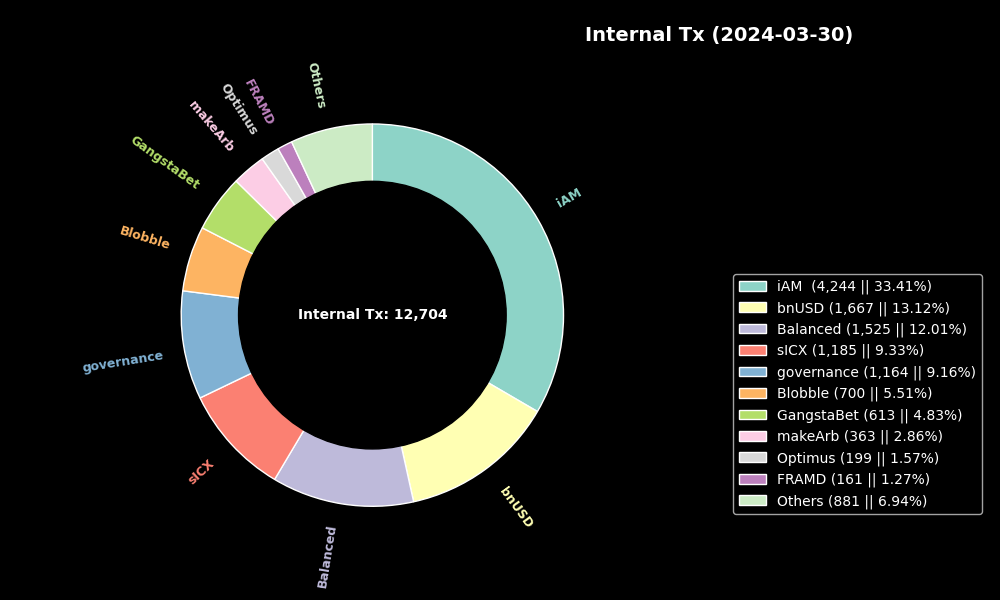 Internal Tx (2024-03-30)
Others
FRAMD
Optimus
makeArb
GangstaBet
iAM
Blobble
governance
sICX
bnUSD
Balanced
Internal Tx: 12,704
iAM  (4,244 || 33.41%)
bnUSD (1,667 || 13.12%)
Balanced (1,525 || 12.01%)
sICX (1,185 || 9.33%)
governance (1,164 || 9.16%)
Blobble (700 || 5.51%)
GangstaBet (613 || 4.83%)
makeArb (363 || 2.86%)
Optimus (199 || 1.57%)
FRAMD (161 || 1.27%)
Others (881 || 6.94%)